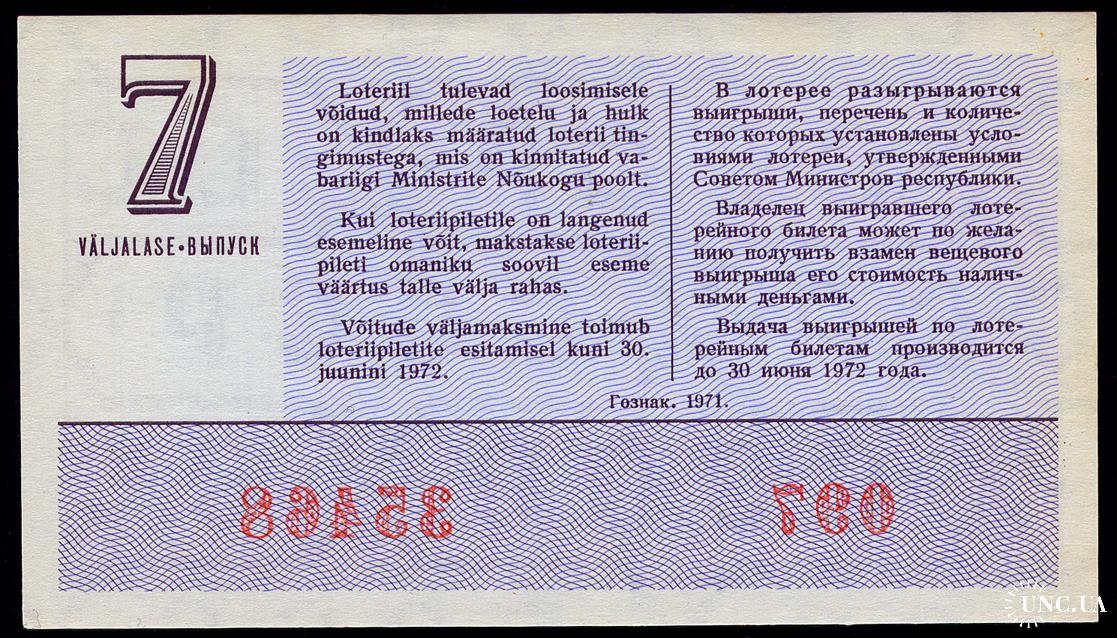 7
VÄLJALASE • ВЫПУСК
Loteriil tulevad loosimisele
võidud, millede loetelu ja hulk
on kindlaks määratud loterii tin-
gimustega, mis on kinnitatud va-
bariigi Ministrite Nõukogu poolt.
Kui loteriipiletile on langenud
esemeline võit, makstakse loterii-
pileti omaniku soovil eseme
väärtus talle välja rahas.
Võitude väljamaksmine toimub
loteriipiletite esitamisel kuni 30.
juunini 1972.
В лотерее разыгрываются
выигрыши, перечень и количе-
ство которых установлены усло-
виями лотереи, утвержденными
Советом Министров республики.
Владелец выигравшего лоте-
рейного билета может по жела-
нию получить взамен вещевого
выигрыша его стоимость налич-
ными деньгами.
Выдача выигрышей по лоте-
рейным билетам производится
до 30 июня 1972 года.
Гознак. 1971.
UNC.UA